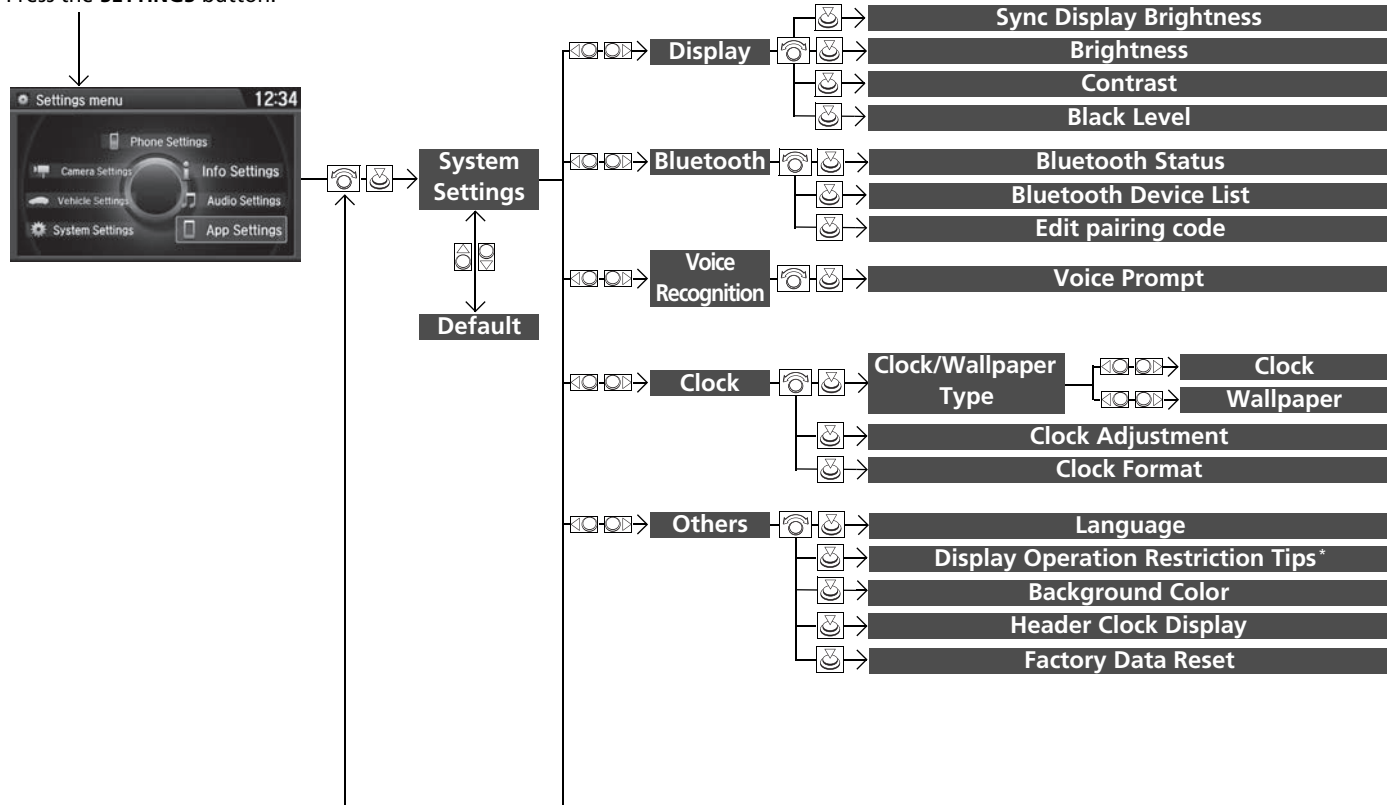 Press the SETTINGS button.
Settings menu 12:34
Phone Settings
Camera Settings
Info Settings
Vehicle Settings
Audio Settings
System Settings
App Settings
System
Settings
Default
Display
Sync Display Brightness
Brightness
Contrast
Black Level
Bluetooth
Bluetooth Status
Bluetooth Device List
Edit pairing code
Voice
Recognition
Voice Prompt
Clock
Clock/Wallpaper
Type
Clock
Wallpaper
Clock Adjustment
Clock Format
Others
Language
Display Operation Restriction Tips*
Background Color
Header Clock Display
Factory Data Reset